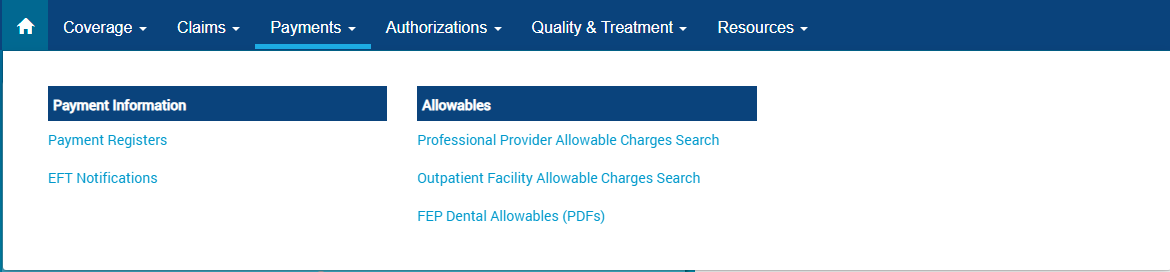 Coverage Claims Payments Authorizations Quality & Treatment Resources
Payment Information
Payment Registers
EFT Notifications
Allowables
Professional Provider Allowable Charges Search
Outpatient Facility Allowable Charges Search
FEP Dental Allowables (PDFs)